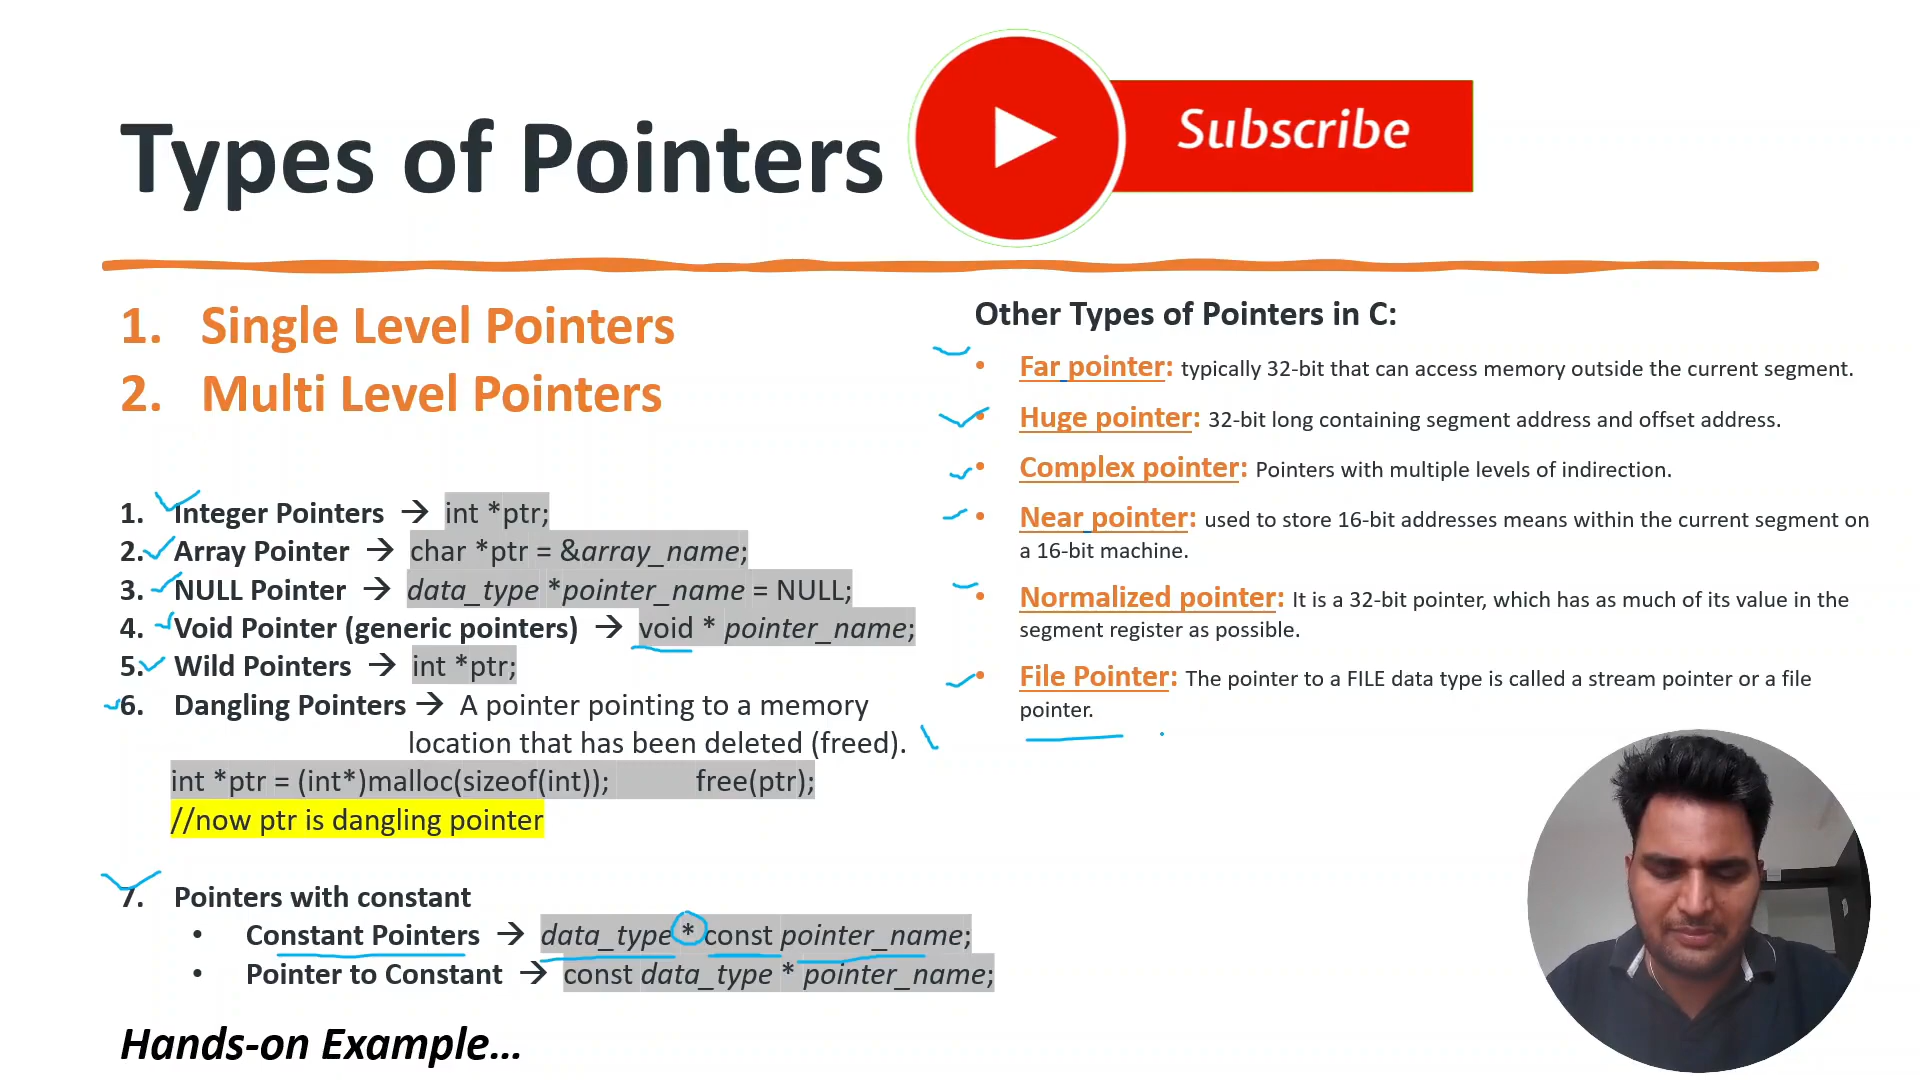 Types of Pointers
Subscribe
1. Single Level Pointers
2. Multi Level Pointers
1. Integer Pointers → int *ptr;
2. Array Pointer → char *ptr = &array_name;
3. NULL Pointer → data_type *pointer_name = NULL;
4. Void Pointer (generic pointers) → void * pointer_name;
5. Wild Pointers → int *ptr;
6. Dangling Pointers → A pointer pointing to a memory
location that has been deleted (freed).
int *ptr = (int*)malloc(sizeof(int)); free(ptr);
//now ptr is dangling pointer
7. Pointers with constant
• Constant Pointers → data_type * const pointer_name;
• Pointer to Constant → const data_type * pointer_name;
Hands-on Example...
Other Types of Pointers in C:
• Far pointer: typically 32-bit that can access memory outside the current segment.
• Huge pointer: 32-bit long containing segment address and offset address.
• Complex pointer: Pointers with multiple levels of indirection.
• Near pointer: used to store 16-bit addresses means within the current segment on
a 16-bit machine.
• Normalized pointer: It is a 32-bit pointer, which has as much of its value in the
segment register as possible.
• File Pointer: The pointer to a FILE data type is called a stream pointer or a file
pointer.